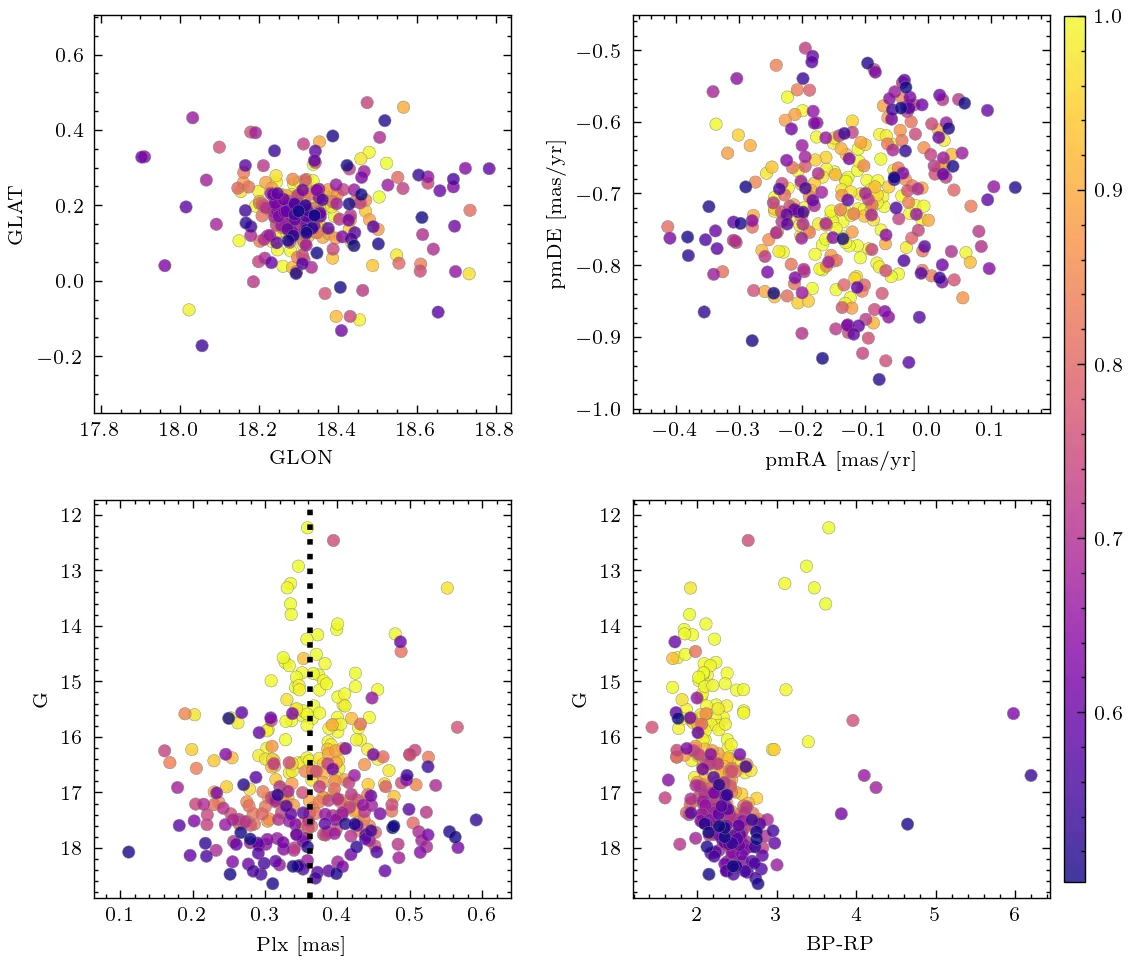 0.6
0.4
0.2
0.0
−0.2
GLAT
17.8 18.0 18.2 18.4 18.6 18.8
GLON
−0.5
−0.6
−0.7
−0.8
−0.9
−1.0
pmDE [mas/yr]
−0.4 −0.3 −0.2 −0.1 0.0 0.1
pmRA [mas/yr]
1.0
0.9
0.8
0.7
0.6
12
13
14
15
16
17
18
G
0.1 0.2 0.3 0.4 0.5 0.6
Plx [mas]
12
13
14
15
16
17
18
G
2 3 4 5 6
BP-RP